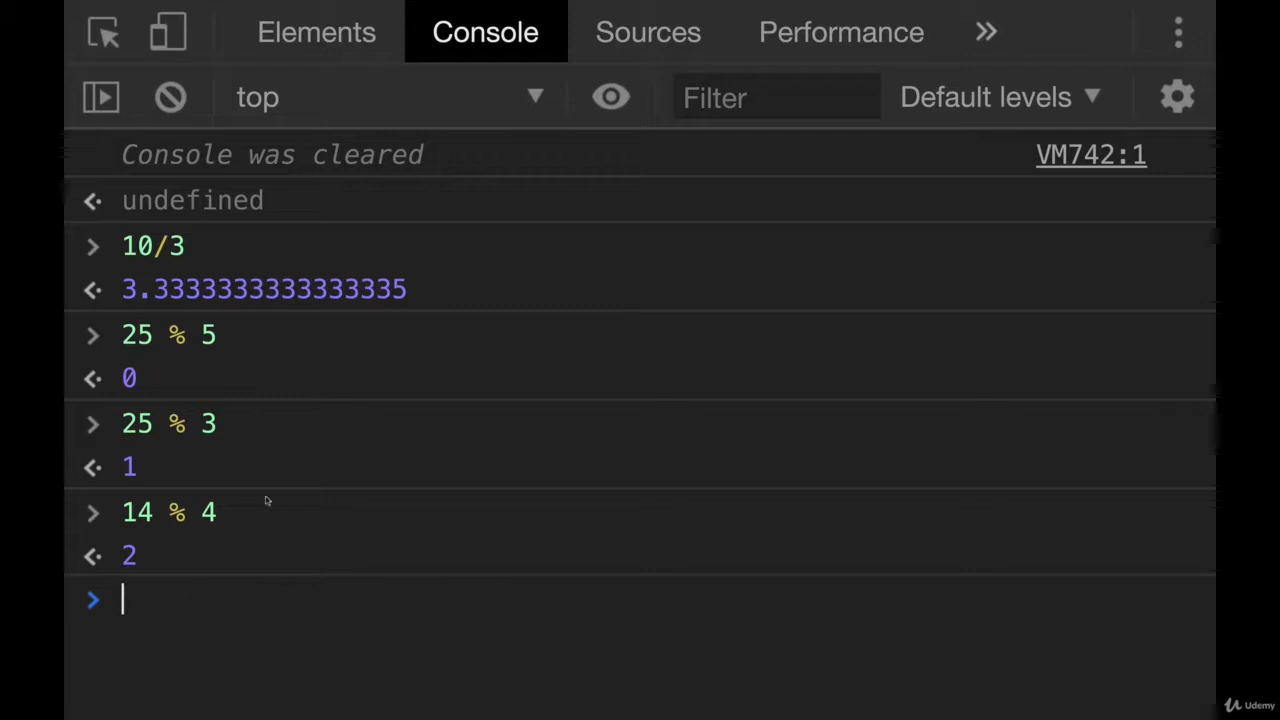 Elements Console Sources Performance »
top Filter Default levels
Console was cleared VM742:1
undefined
10/3
3.3333333333333335
25 % 5
0
25 % 3
1
14 % 4
2
Udemy